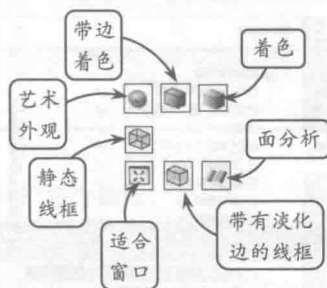 带边
着色
着色
艺术
外观
静态
线框
面分析
适合
窗口
带有淡化
边的线框